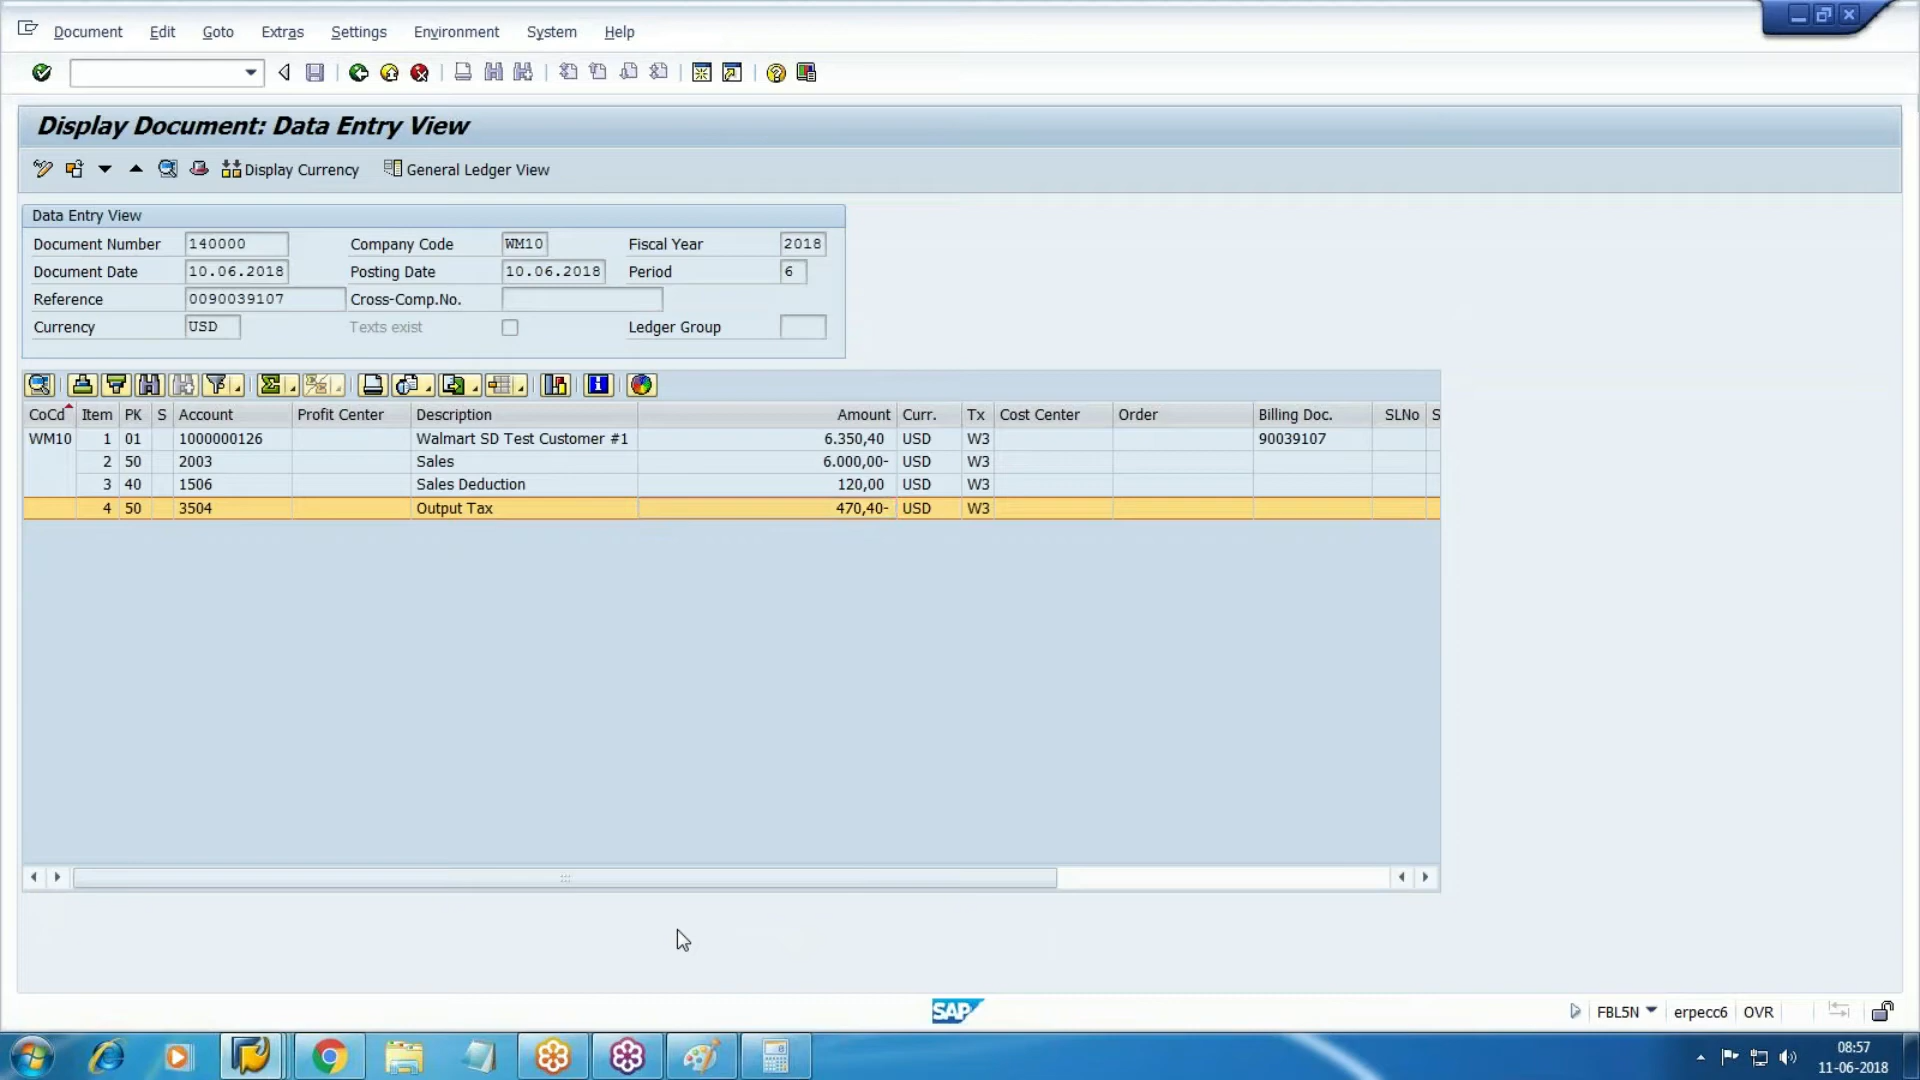 Document Edit Goto Extras Settings Environment System Help
Display Document: Data Entry View
Display Currency General Ledger View
Data Entry View
Document Number 140000 Company Code WM10 Fiscal Year 2018
Document Date 10.06.2018 Posting Date 10.06.2018 Period 6
Reference 0090039107 Cross-Comp.No.
Currency USD Texts exist Ledger Group
CoCd Item PK S Account Profit Center Description Amount Curr. Tx Cost Center Order Billing Doc. SLNo S
WM10 1 01 1000000126 Walmart SD Test Customer #1 6.350,40 USD W3 90039107
2 50 2003 Sales 6.000,00- USD W3
3 40 1506 Sales Deduction 120,00 USD W3
4 50 3504 Output Tax 470,40- USD W3
SAP
FBL5N erpecc6 OVR
08:57
11-06-2018